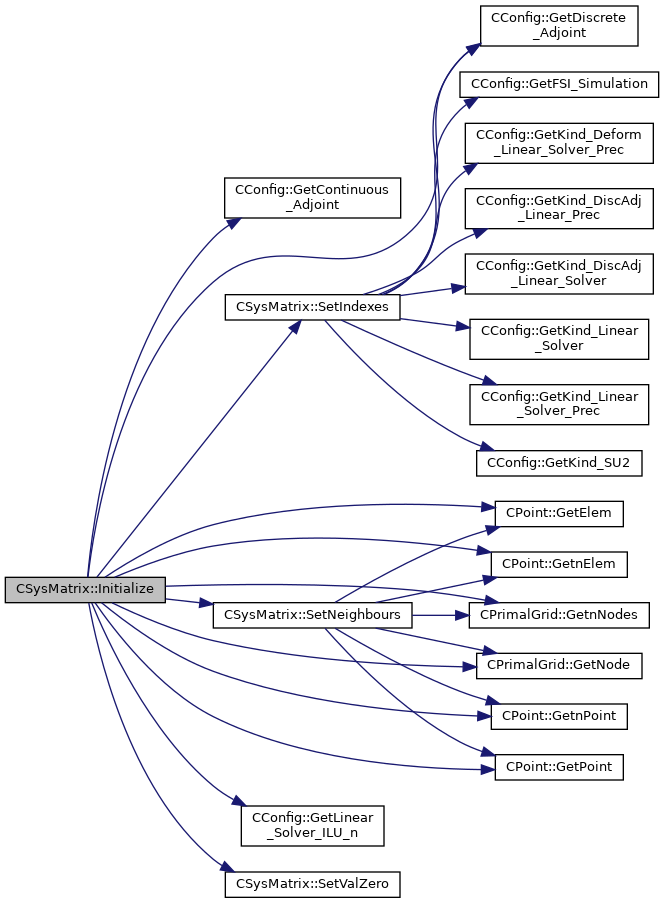 CConfig::GetDiscrete
_Adjoint
CConfig::GetFSI_Simulation
CConfig::GetKind_Deform
_Linear_Solver_Prec
CConfig::GetContinuous
_Adjoint
CConfig::GetKind_DiscAdj
_Linear_Prec
CConfig::GetKind_DiscAdj
_Linear_Solver
CSysMatrix::SetIndexes
CConfig::GetKind_Linear
_Solver
CConfig::GetKind_Linear
_Solver_Prec
CConfig::GetKind_SU2
CPoint::GetElem
CPoint::GetnElem
CSysMatrix::Initialize
CSysMatrix::SetNeighbours
CPrimalGrid::GetnNodes
CPrimalGrid::GetNode
CPoint::GetnPoint
CPoint::GetPoint
CConfig::GetLinear
_Solver_ILU_n
CSysMatrix::SetValZero